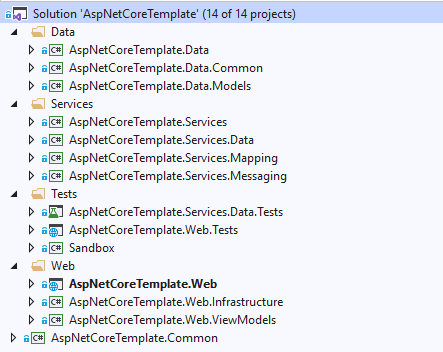 Solution 'AspNetCoreTemplate' (14 of 14 projects)
Data
C# AspNetCoreTemplate.Data
C# AspNetCoreTemplate.Data.Common
C# AspNetCoreTemplate.Data.Models
Services
C# AspNetCoreTemplate.Services
C# AspNetCoreTemplate.Services.Data
C# AspNetCoreTemplate.Services.Mapping
C# AspNetCoreTemplate.Services.Messaging
Tests
AspNetCoreTemplate.Services.Data.Tests
AspNetCoreTemplate.Web.Tests
C# Sandbox
Web
AspNetCoreTemplate.Web
C# AspNetCoreTemplate.Web.Infrastructure
C# AspNetCoreTemplate.Web.ViewModels
C# AspNetCoreTemplate.Common